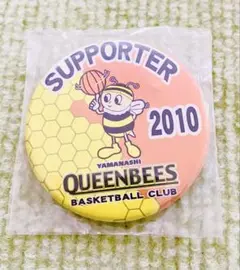 SUPPORTER
2010
YAMANASHI
QUEENBEES
BASKETBALL CLUB